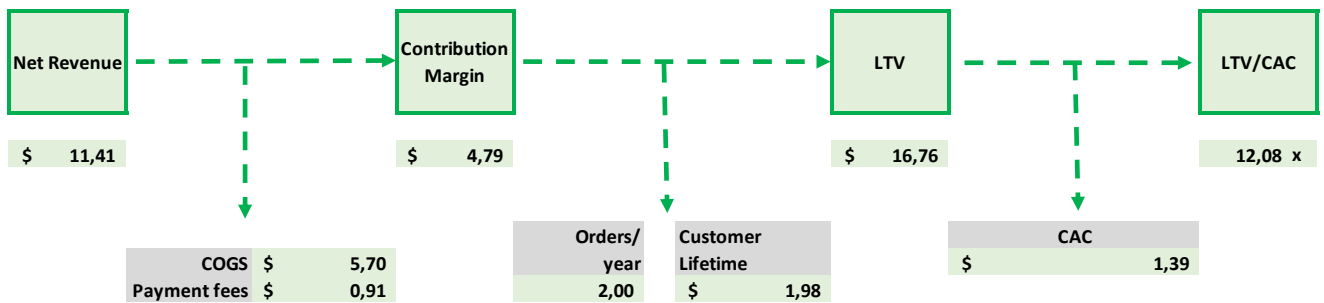 Net Revenue
Contribution
Margin
LTV
LTV/CAC
$ 11,41
$ 4,79
$ 16,76
12,08 x
COGS $ 5,70
Payment fees $ 0,91
Orders/
year
2,00
Customer
Lifetime
$ 1,98
CAC
$ 1,39